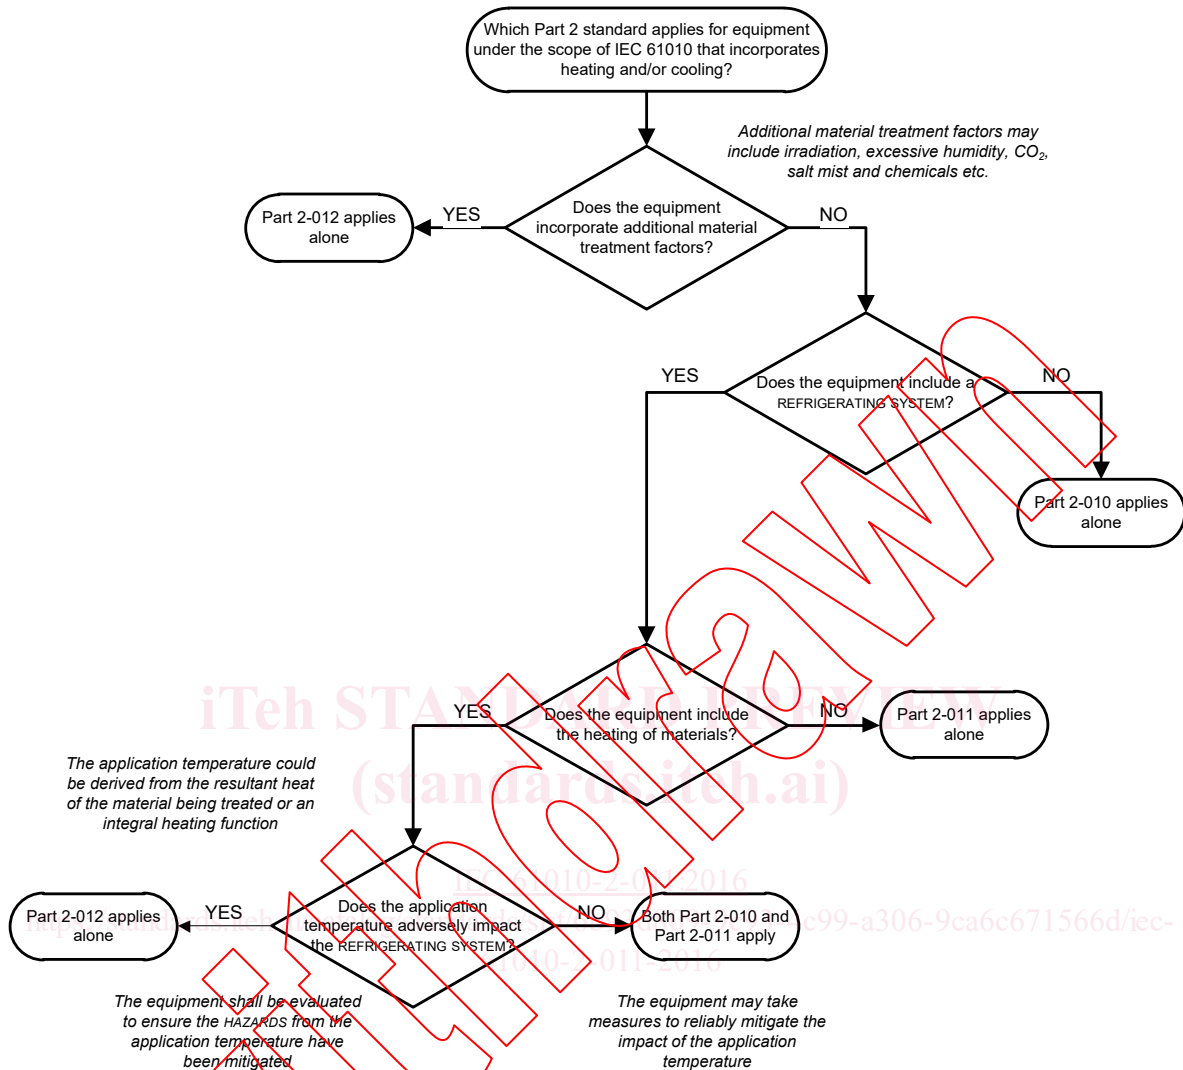 Which Part 2 standard applies for equipment
under the scope of IEC 61010 that incorporates
heating and/or cooling?
Additional material treatment factors may
include irradiation, excessive humidity, CO₂,
salt mist and chemicals etc.
Does the equipment
incorporate additional material
treatment factors?
YES
NO
Part 2-012 applies
alone
Does the equipment include a
REFRIGERATING SYSTEM?
YES
NO
Part 2-010 applies
alone
iTeh STANDARD PREVIEW
(standards.iteh.ai)
Does the equipment include
the heating of materials?
YES
NO
Part 2-011 applies
alone
The application temperature could
be derived from the resultant heat
of the material being treated or an
integral heating function
IEC 61010-2-011:2016
Does the application
temperature adversely impact
the REFRIGERATING SYSTEM?
YES
NO
Part 2-012 applies
alone
Both Part 2-010 and
Part 2-011 apply
c99-a306-9ca6c671566d/iec-
61010-2-011-2016
The equipment shall be evaluated
to ensure the HAZARDS from the
application temperature have
been mitigated
The equipment may take
measures to reliably mitigate the
impact of the application
temperature
withdrawn